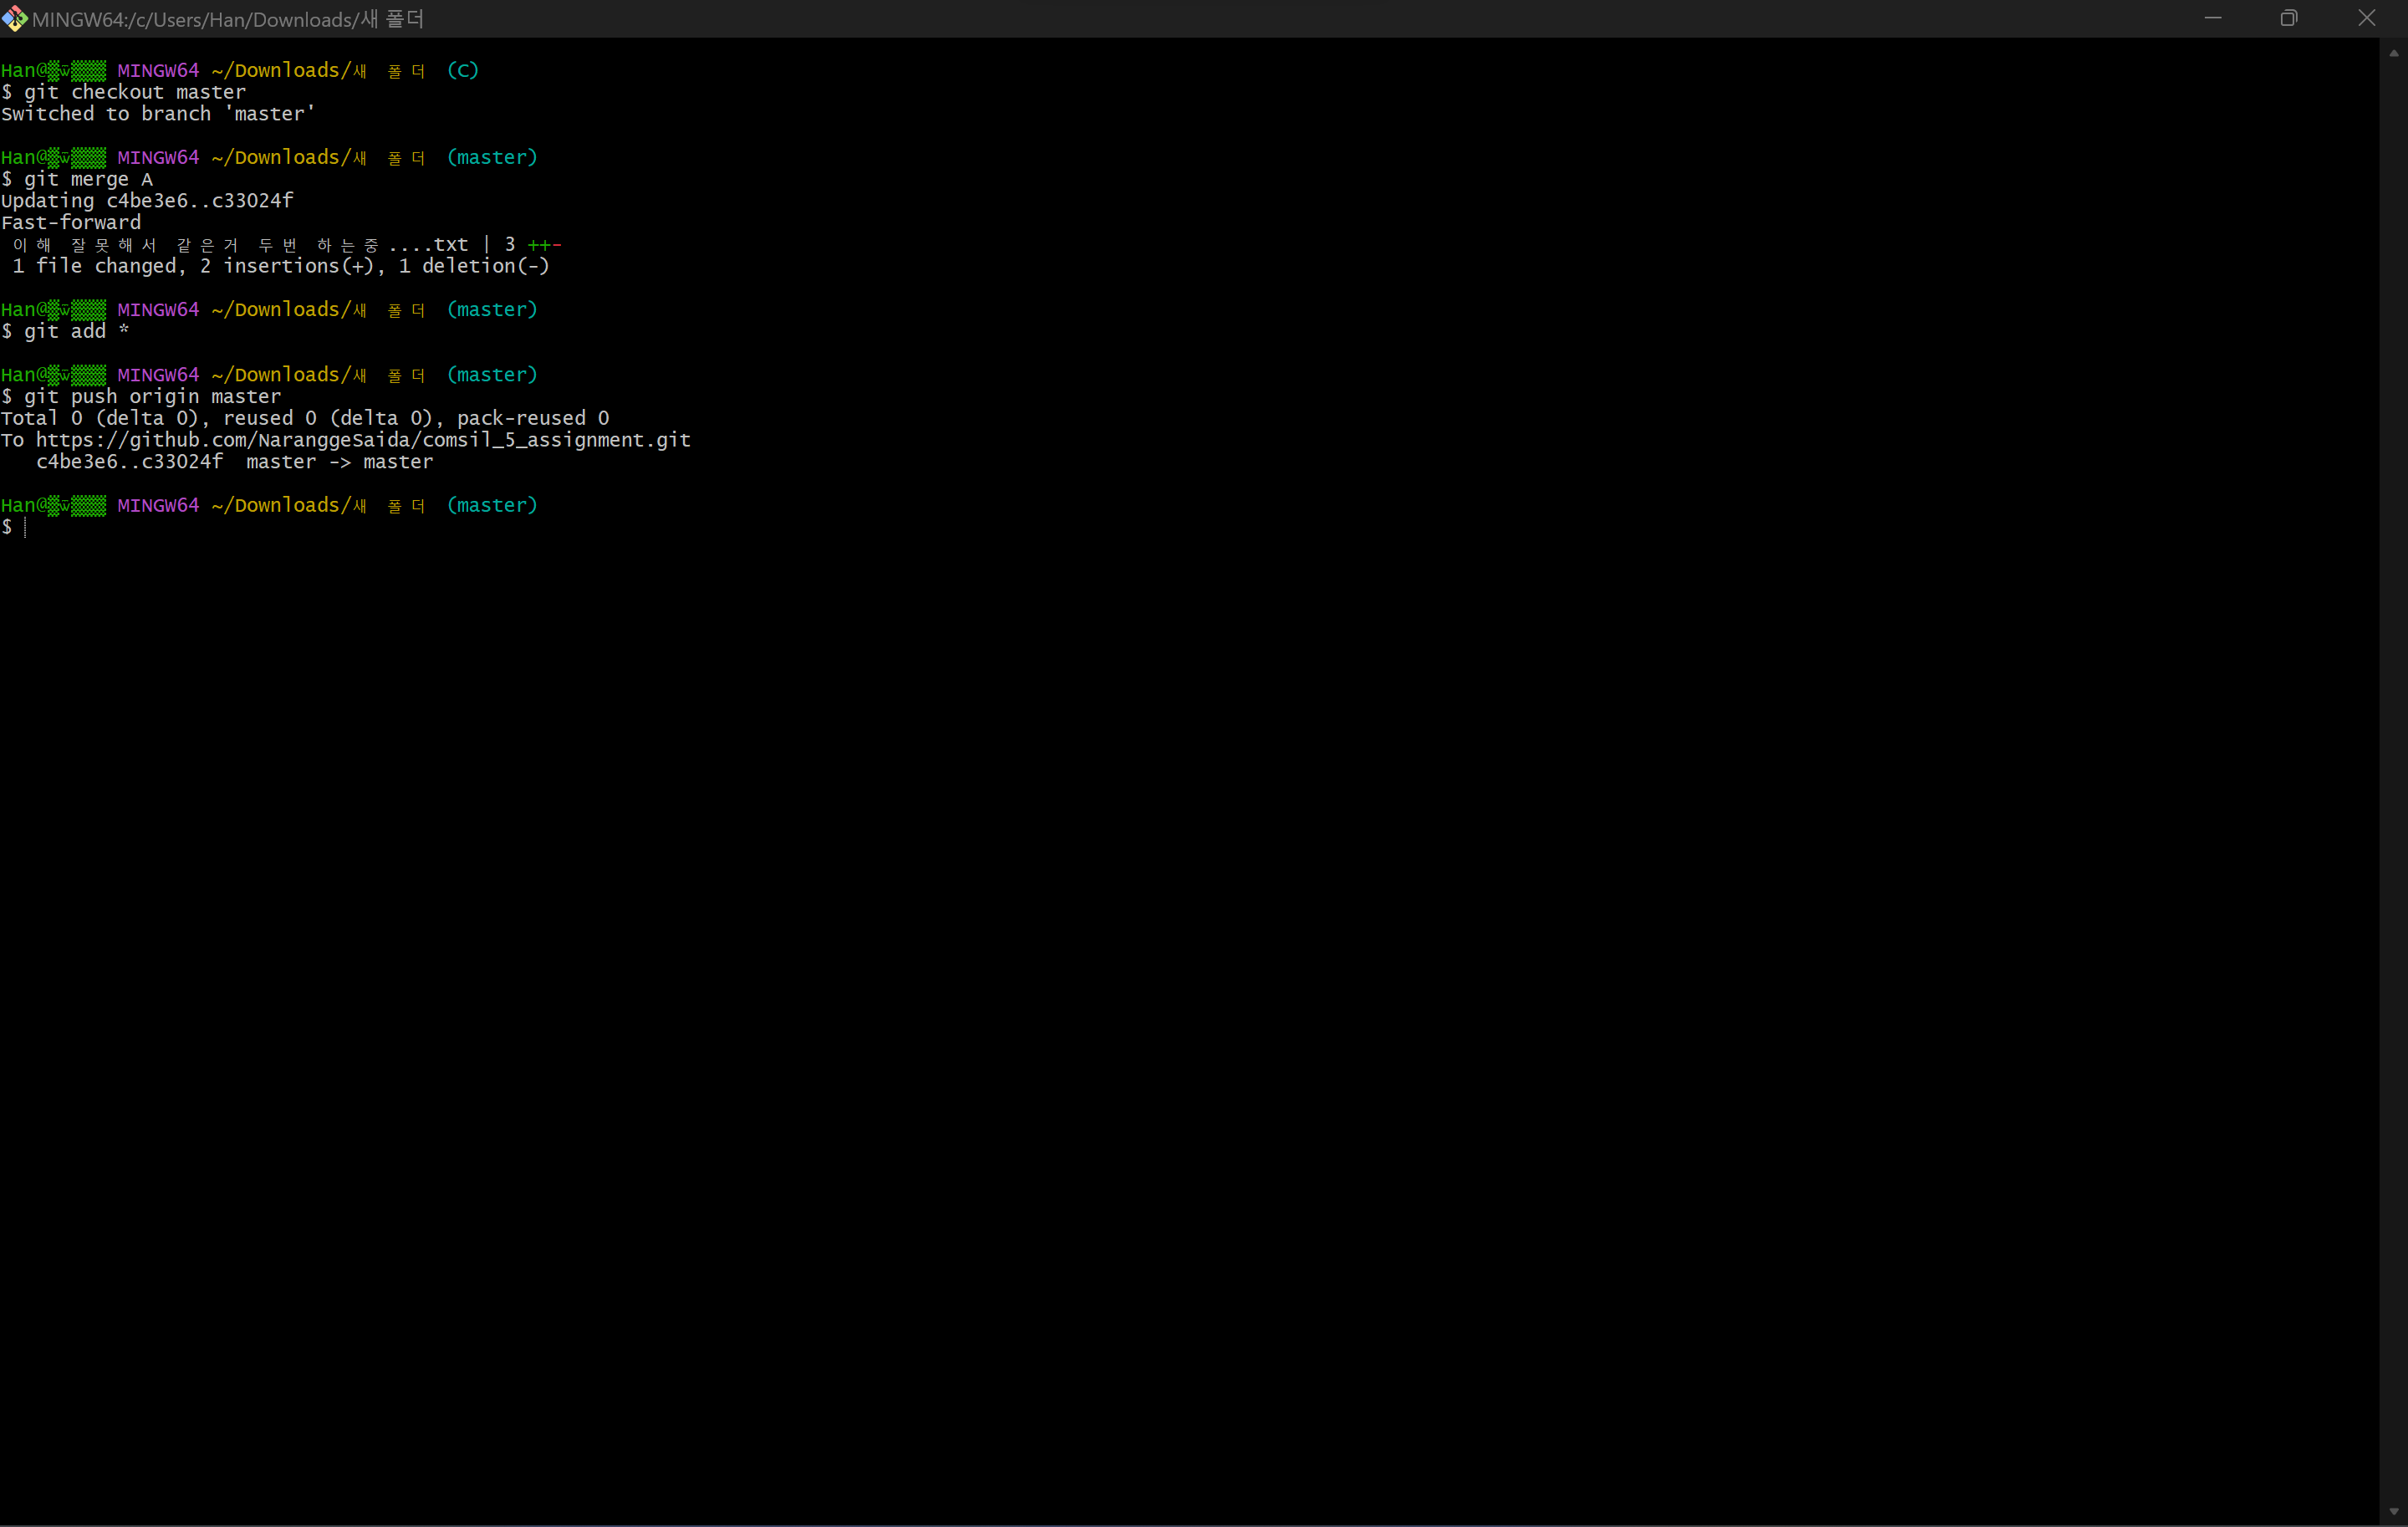 MINGW64:/c/Users/Han/Downloads/새 폴더
Han@ MINGW64 ~/Downloads/새 폴더 (C)
$ git checkout master
Switched to branch 'master'
Han@ MINGW64 ~/Downloads/새 폴더 (master)
$ git merge A
Updating c4be3e6..c33024f
Fast-forward
이해 잘못해서 같은거 두번 하는중....txt | 3 ++-
1 file changed, 2 insertions(+), 1 deletion(-)
Han@ MINGW64 ~/Downloads/새 폴더 (master)
$ git add *
Han@ MINGW64 ~/Downloads/새 폴더 (master)
$ git push origin master
Total 0 (delta 0), reused 0 (delta 0), pack-reused 0
To https://github.com/NaranggeSaida/comsil_5_assignment.git
c4be3e6..c33024f  master -> master
Han@ MINGW64 ~/Downloads/새 폴더 (master)
$